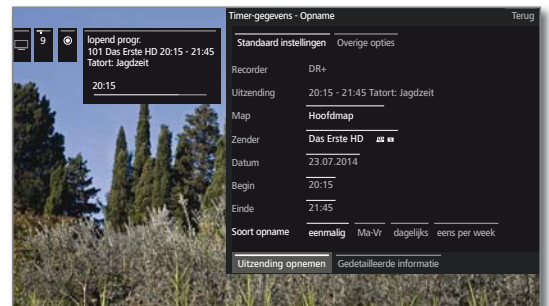 Timer-gegevens - Opname Terug
9
lopend progr.
101 Das Erste HD 20:15 - 21:45
Tatort: Jagdzeit
20:15
Standaard instellingen Overige opties
Recorder DR+
Uitzending 20:15 - 21:45 Tatort: Jagdzeit
Map Hoofdmap
Zender Das Erste HD
Datum 23.07.2014
Begin 20:15
Einde 21:45
Soort opname eenmalig Ma-Vr dagelijks eens per week
Uitzending opnemen Gedetailleerde informatie